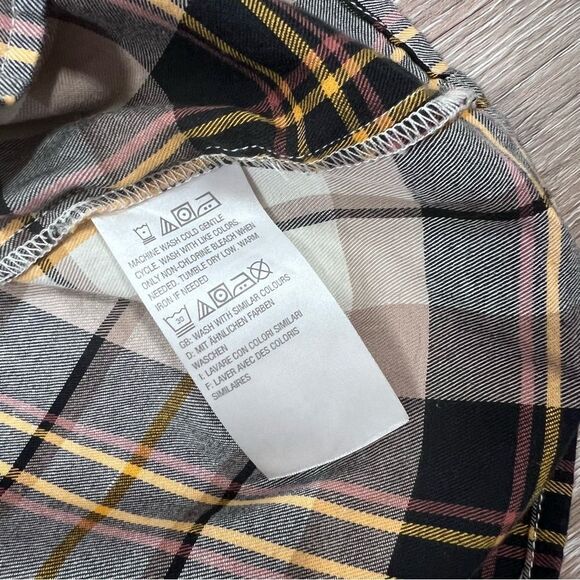 MACHINE WASH COLD GENTLE
CYCLE. WASH WITH LIKE COLORS.
ONLY NON-CHLORINE BLEACH WHEN
NEEDED. TUMBLE DRY LOW. WARM
IRON IF NEEDED
30
GB: WASH WITH SIMILAR COLOURS
D: MIT ÄHNLICHEN FARBEN
WASCHEN
I: LAVARE CON COLORI SIMILARI
F: LAVER AVEC DES COLORIS
SIMILAIRES